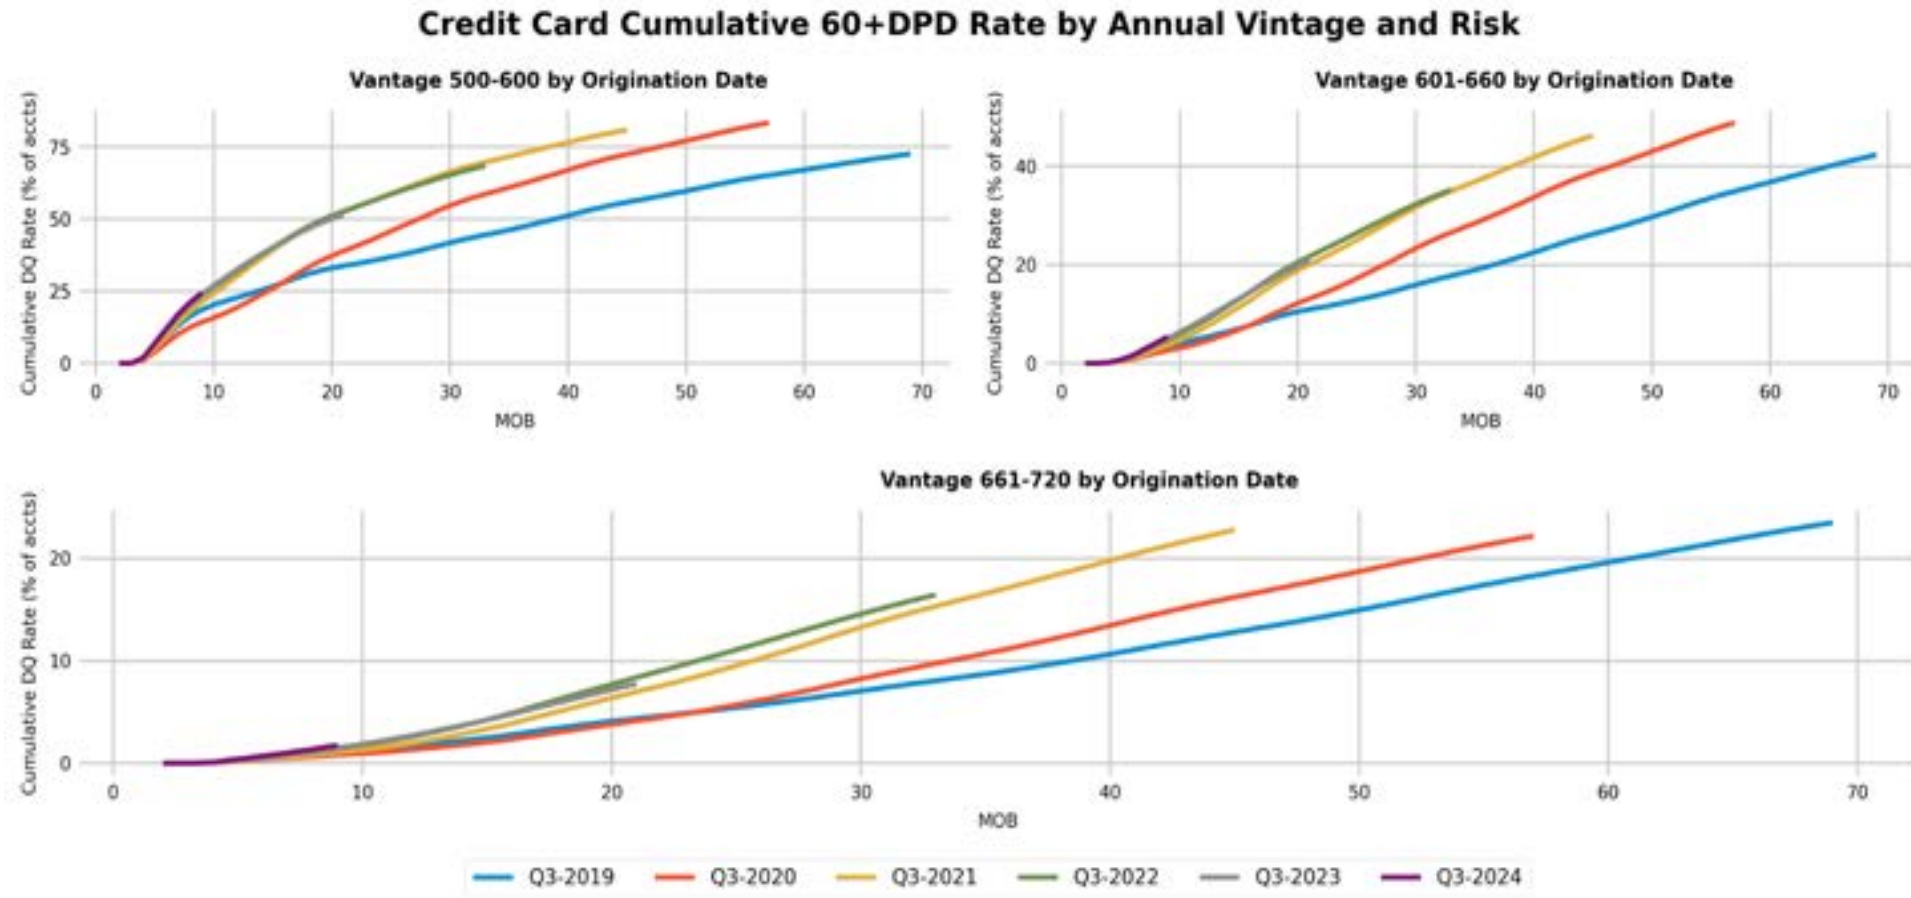 Credit Card Cumulative 60+DPD Rate by Annual Vintage and Risk
Vantage 500-600 by Origination Date
Cumulative DQ Rate (% of accts)
75
50
25
0
0 10 20 30 40 50 60 70
MOB
Vantage 601-660 by Origination Date
Cumulative DQ Rate (% of accts)
40
20
0
0 10 20 30 40 50 60 70
MOB
Vantage 661-720 by Origination Date
Cumulative DQ Rate (% of accts)
20
10
0
0 10 20 30 40 50 60 70
MOB
Q3-2019 Q3-2020 Q3-2021 Q3-2022 Q3-2023 Q3-2024